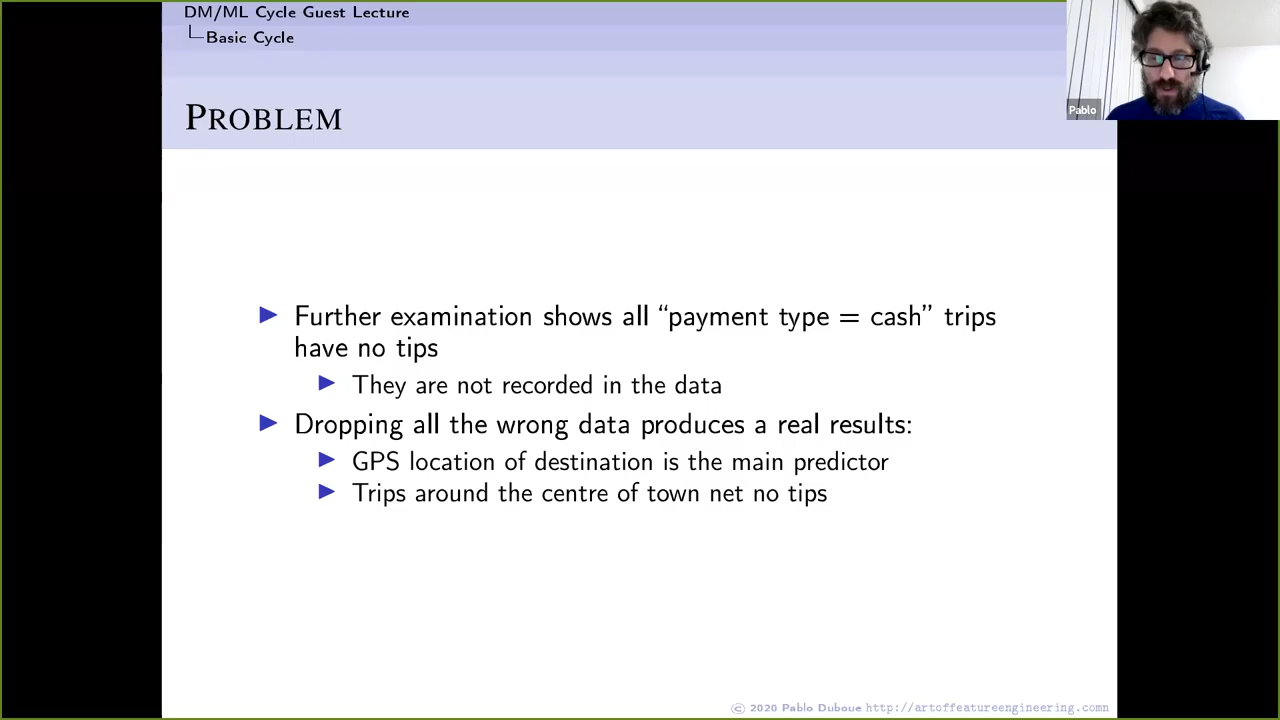 DM/ML Cycle Guest Lecture
Basic Cycle
Pablo
PROBLEM
Further examination shows all “payment type = cash” trips
have no tips
They are not recorded in the data
Dropping all the wrong data produces a real results:
GPS location of destination is the main predictor
Trips around the centre of town net no tips
© 2020 Pablo Duboue http://artoffeatureengineering.comn